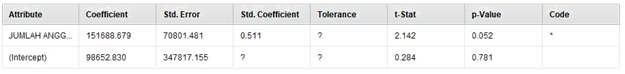 Attribute Coefficient Std. Error Std. Coefficient Tolerance t-Stat p-Value Code
JUMLAH ANGG... 151688.679 70801.481 0.511 ? 2.142 0.052 *
(Intercept) 98652.830 347817.155 ? ? 0.284 0.781